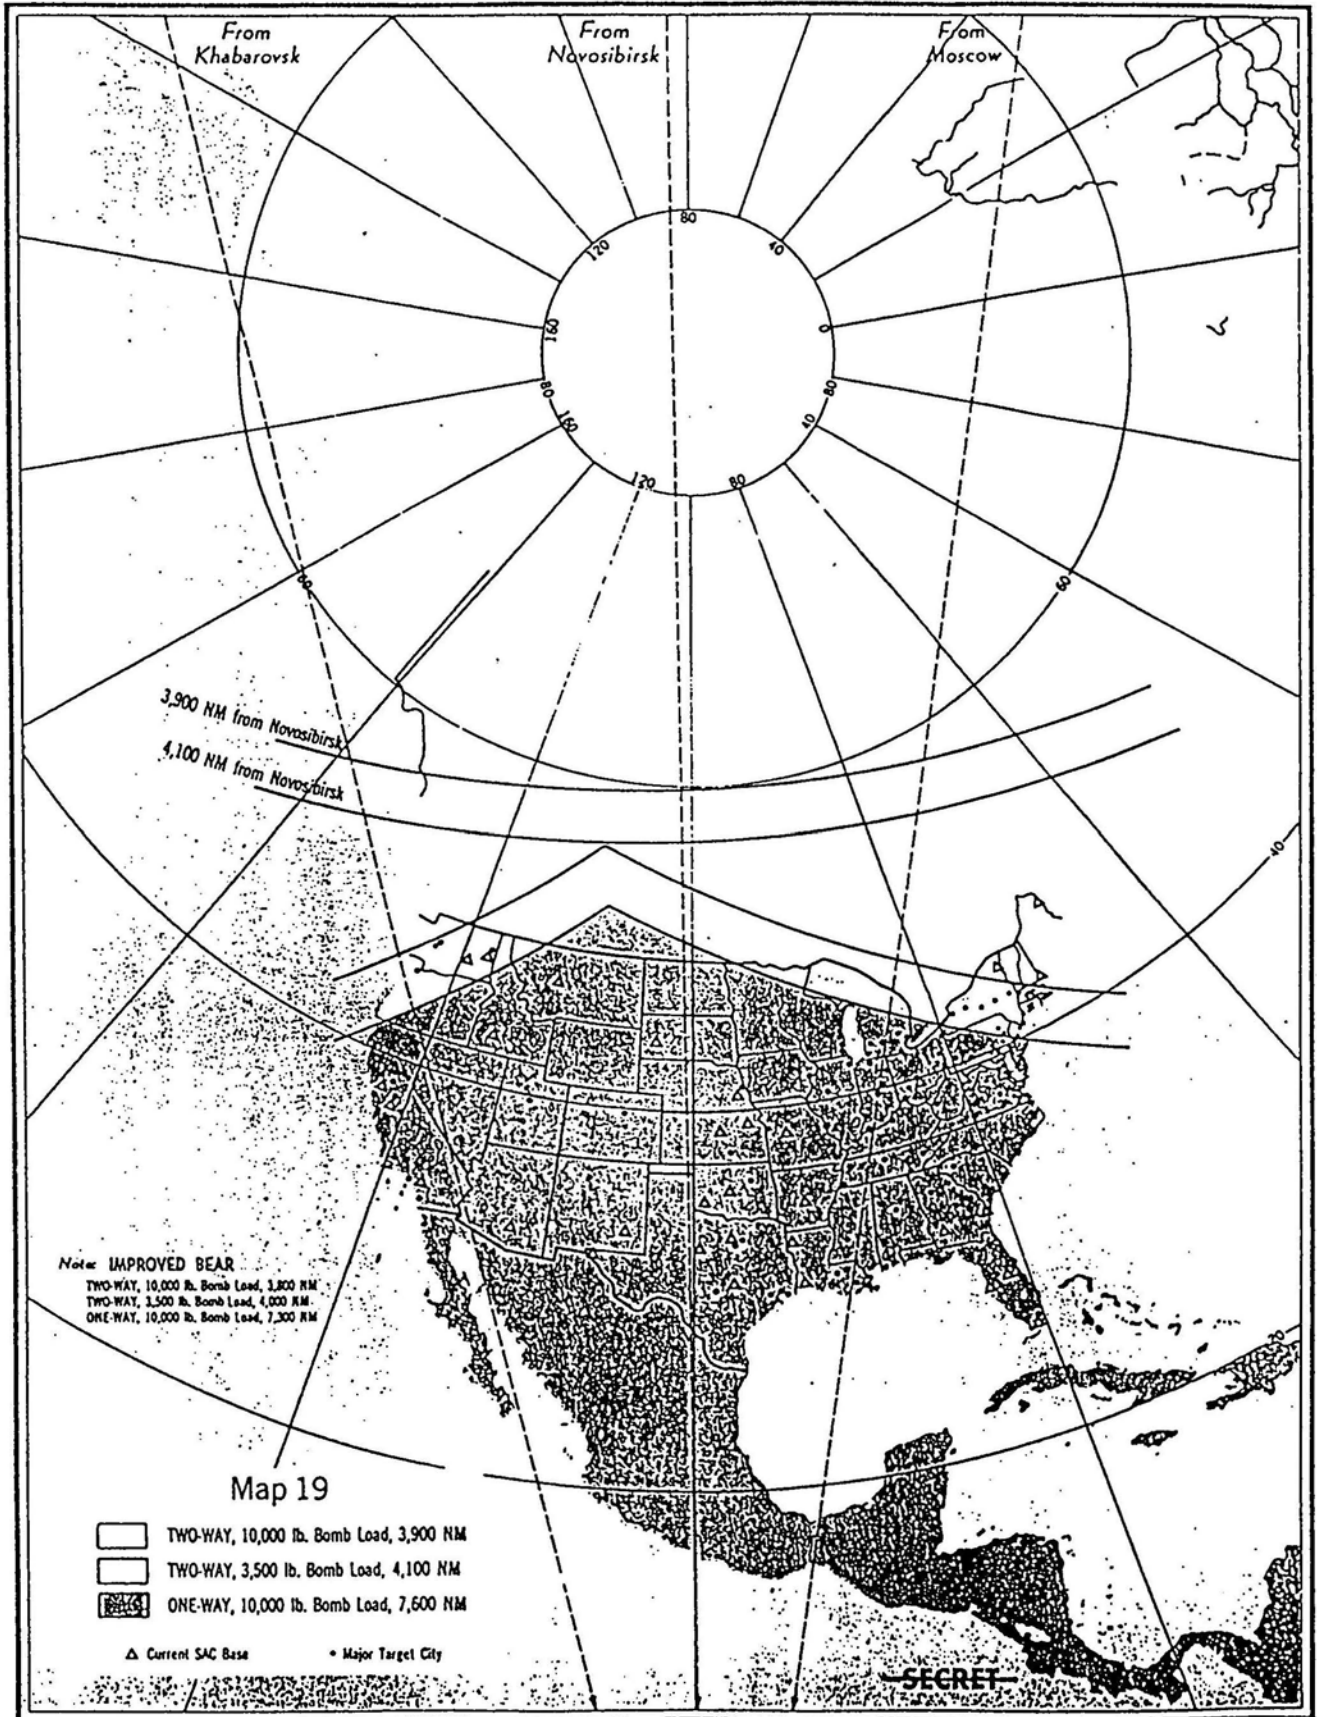 From
Khabarovsk
From
Novosibirsk
From
Moscow
80
120
40
160
0
80
80
160
40
120
80
60
60
3,900 NM from Novosibirsk
4,100 NM from Novosibirsk
40
Note: IMPROVED BEAR
TWO-WAY, 10,000 lb. Bomb Load, 3,800 NM
TWO-WAY, 3,500 lb. Bomb Load, 4,000 NM.
ONE-WAY, 10,000 lb. Bomb Load, 7,300 NM
20
Map 19
TWO-WAY, 10,000 lb. Bomb Load, 3,900 NM
TWO-WAY, 3,500 lb. Bomb Load, 4,100 NM
ONE-WAY, 10,000 lb. Bomb Load, 7,600 NM
Current SAC Base
Major Target City
SECRET